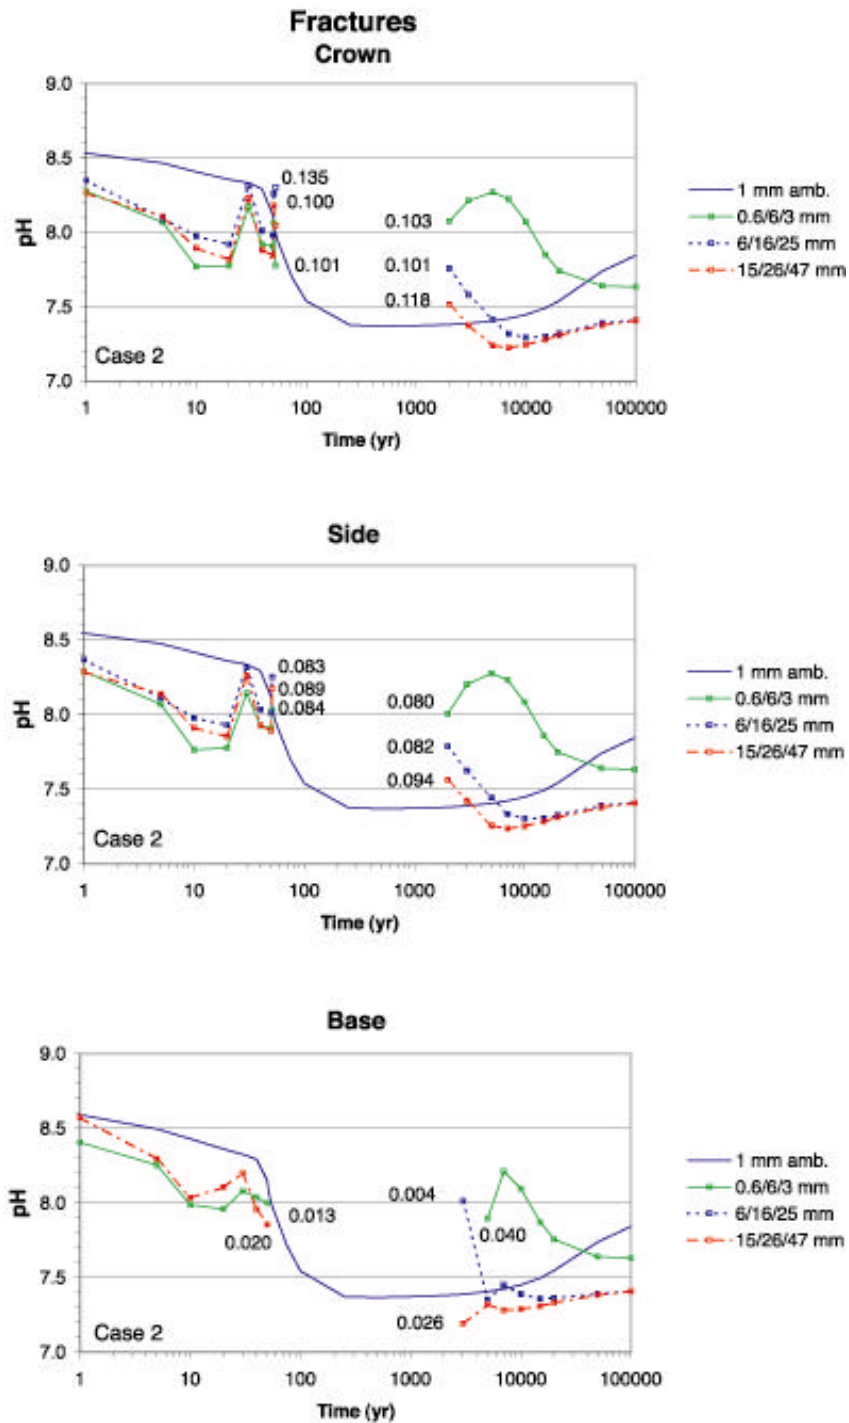 Fractures
Crown
9.0
8.5
8.0
7.5
7.0
pH
0.135
0.100
0.101
0.103
0.101
0.118
Case 2
1 10 100 1000 10000 100000
Time (yr)
1 mm amb.
0.6/6/3 mm
6/16/25 mm
15/26/47 mm
Side
9.0
8.5
8.0
7.5
7.0
pH
0.083
0.089
0.084
0.080
0.082
0.094
Case 2
1 10 100 1000 10000 100000
Time (yr)
1 mm amb.
0.6/6/3 mm
6/16/25 mm
15/26/47 mm
Base
9.0
8.5
8.0
7.5
7.0
pH
0.013
0.020
0.004
0.040
0.026
Case 2
1 10 100 1000 10000 100000
Time (yr)
1 mm amb.
0.6/6/3 mm
6/16/25 mm
15/26/47 mm